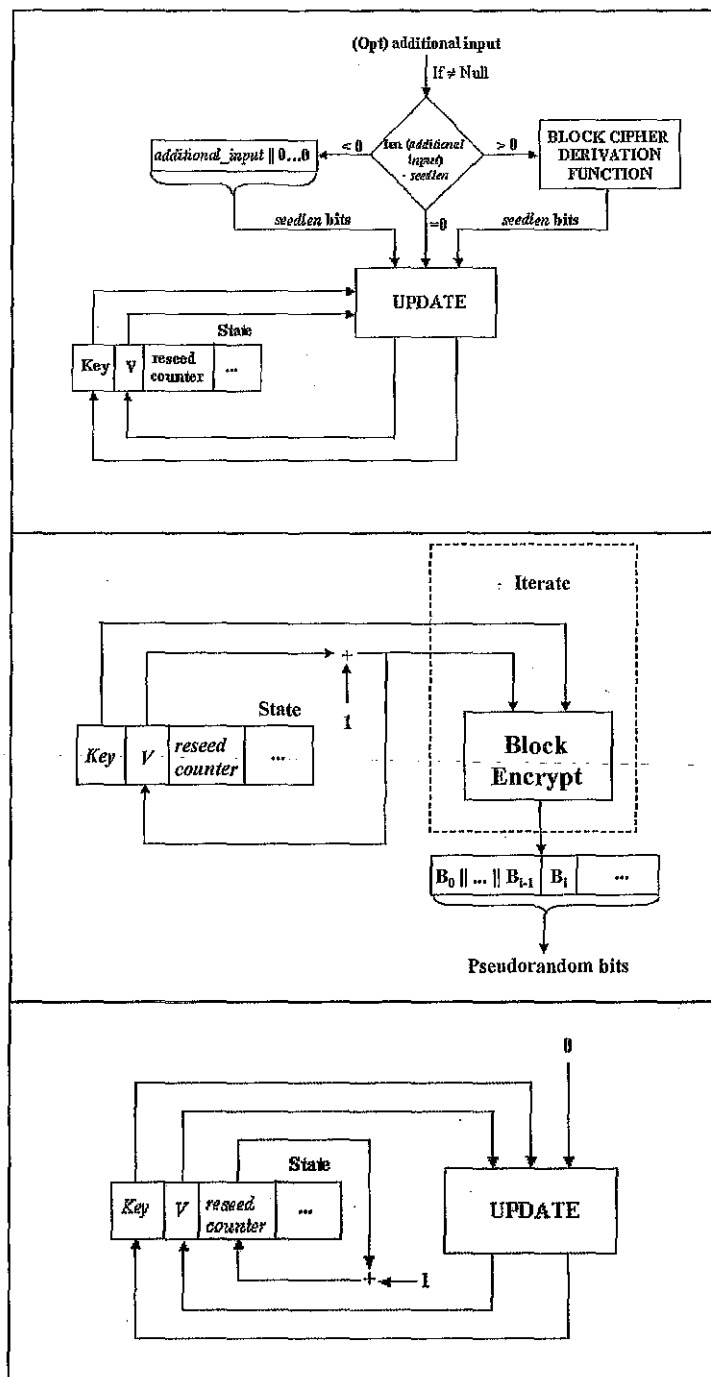 (Opt) additional input
If ≠ Null
len (additional
input)
- seedlen
< 0
> 0
=0
additional_input || 0...0
BLOCK CIPHER
DERIVATION
FUNCTION
seedlen bits
seedlen bits
UPDATE
State
Key
V
reseed
counter
...
Iterate
+
1
State
Key
V
reseed
counter
...
Block
Encrypt
B0 || ... || Bi-1
Bi
...
Pseudorandom bits
0
State
Key
V
reseed
counter
...
UPDATE
+
1